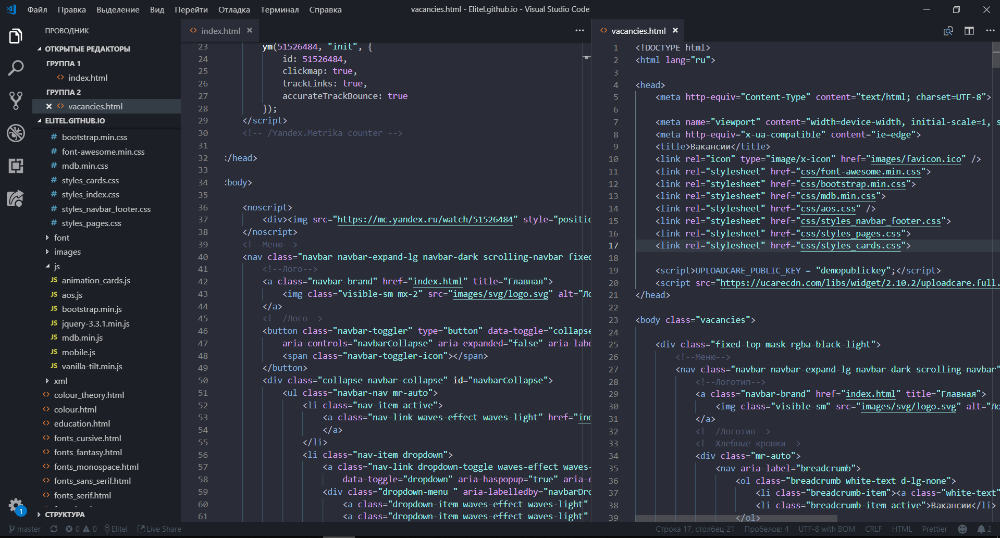 Файл Правка Выделение Вид Перейти Отладка Терминал Справка
vacancies.html - Elitel.github.io - Visual Studio Code
ПРОВОДНИК
ОТКРЫТЫЕ РЕДАКТОРЫ
ГРУППА 1
<> index.html
ГРУППА 2
<> vacancies.html
ELITEL.GITHUB.IO
# bootstrap.min.css
# font-awesome.min.css
# mdb.min.css
# styles_cards.css
# styles_index.css
# styles_navbar_footer.css
# styles_pages.css
font
images
js
JS animation_cards.js
JS aos.js
JS bootstrap.min.js
JS jquery-3.3.1.min.js
JS mdb.min.js
JS mobile.js
JS vanilla-tilt.min.js
xml
<> colour_theory.html
<> colour.html
<> education.html
<> fonts_cursive.html
<> fonts_fantasy.html
<> fonts_monospace.html
<> fonts_sans_serif.html
<> fonts_serif.html
СТРУКТУРА
1
<> index.html
23 ym(51526484, "init", {
24 id: 51526484,
25 clickmap: true,
26 trackLinks: true,
27 accurateTrackBounce: true
28 });
29 </script>
30 <!-- /Yandex.Metrika counter -->
31
32 </head>
33
34 <body>
35
36 <noscript>
37 <div><img src="https://mc.yandex.ru/watch/51526484" style="positio
38 </noscript>
39 <!--Меню-->
40 <nav class="navbar navbar-expand-lg navbar-dark scrolling-navbar fixed
41 <!--Лого-->
42 <a class="navbar-brand" href="index.html" title="Главная">
43 <img class="visible-sm mx-2" src="images/svg/logo.svg" alt="Ло
44 </a>
45 <!--/Лого-->
46 <button class="navbar-toggler" type="button" data-toggle="collapse
47 aria-controls="navbarCollapse" aria-expanded="false" aria-labe
48 <span class="navbar-toggler-icon"></span>
49 </button>
50 <div class="collapse navbar-collapse" id="navbarCollapse">
51 <ul class="navbar-nav mr-auto">
52 <li class="nav-item active">
53 <a class="nav-link waves-effect waves-light" href="ind
54 </a>
55 </li>
56 <li class="nav-item dropdown">
57 <a class="nav-link dropdown-toggle waves-effect waves-
58 data-toggle="dropdown" aria-haspopup="true" aria-e
59 <div class="dropdown-menu " aria-labelledby="navbarDro
60 <a class="dropdown-item waves-effect waves-light"
61 <a class="dropdown-item waves-effect waves-light"
<> vacancies.html
1 <!DOCTYPE html>
2 <html lang="ru">
3
4 <head>
5 <meta http-equiv="Content-Type" content="text/html; charset=UTF-8">
6
7 <meta name="viewport" content="width=device-width, initial-scale=1, s
8 <meta http-equiv="x-ua-compatible" content="ie=edge">
9 <title>Вакансии</title>
10 <link rel="icon" type="image/x-icon" href="images/favicon.ico" />
11 <link rel="stylesheet" href="css/font-awesome.min.css">
12 <link rel="stylesheet" href="css/bootstrap.min.css">
13 <link rel="stylesheet" href="css/mdb.min.css">
14 <link rel="stylesheet" href="css/aos.css" />
15 <link rel="stylesheet" href="css/styles_navbar_footer.css">
16 <link rel="stylesheet" href="css/styles_pages.css">
17 <link rel="stylesheet" href="css/styles_cards.css">
18
19 <script>UPLOADCARE_PUBLIC_KEY = "demopublickey";</script>
20 <script src="https://ucarecdn.com/libs/widget/2.10.2/uploadcare.full.
21 </head>
22
23 <body class="vacancies">
24
25 <div class="fixed-top mask rgba-black-light">
26 <!--Меню-->
27 <nav class="navbar navbar-expand-lg navbar-dark scrolling-navbar"
28 <!--Логотип-->
29 <a class="navbar-brand" href="index.html" title="Главная">
30 <img class="visible-sm" src="images/svg/logo.svg" alt="Ло
31 </a>
32 <!--/Логотип-->
33 <!--Хлебные крошки-->
34 <div class="mr-auto">
35 <nav aria-label="breadcrumb">
36 <ol class="breadcrumb white-text d-lg-none">
37 <li class="breadcrumb-item"><a class="white-text"
38 <li class="breadcrumb-item active">Вакансии</li>
39 </ol>
master 0 0 Elitel Live Share
Строка 17, столбец 21 Пробелов: 4 UTF-8 with BOM CRLF HTML Prettier 2